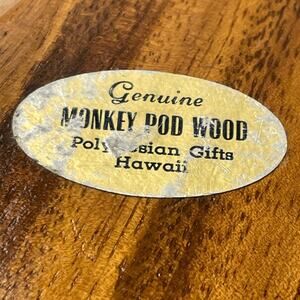 Genuine
MONKEY POD WOOD
Polynesian Gifts
Hawaii